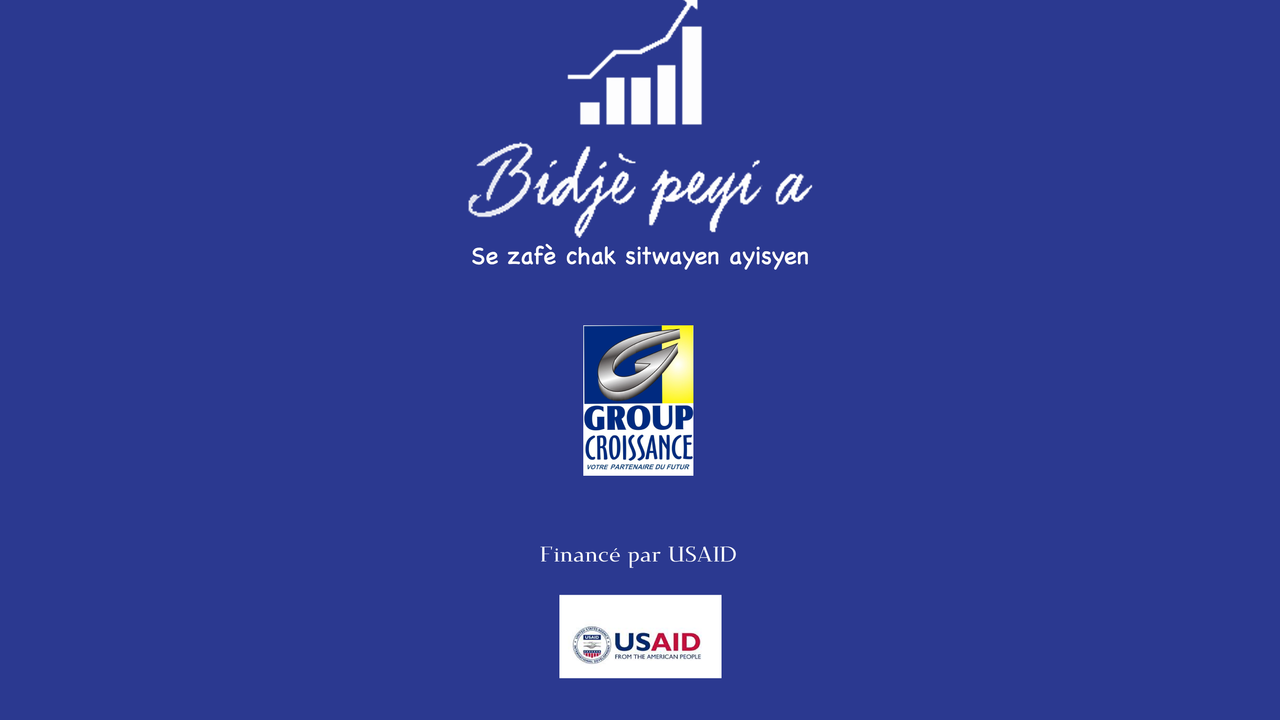 Bidjè peyi a
Se zafè chak sitwayen ayisyen
GROUP
CROISSANCE
VOTRE PARTENAIRE DU FUTUR
Financé par USAID
USAID
USAID
FROM THE AMERICAN PEOPLE